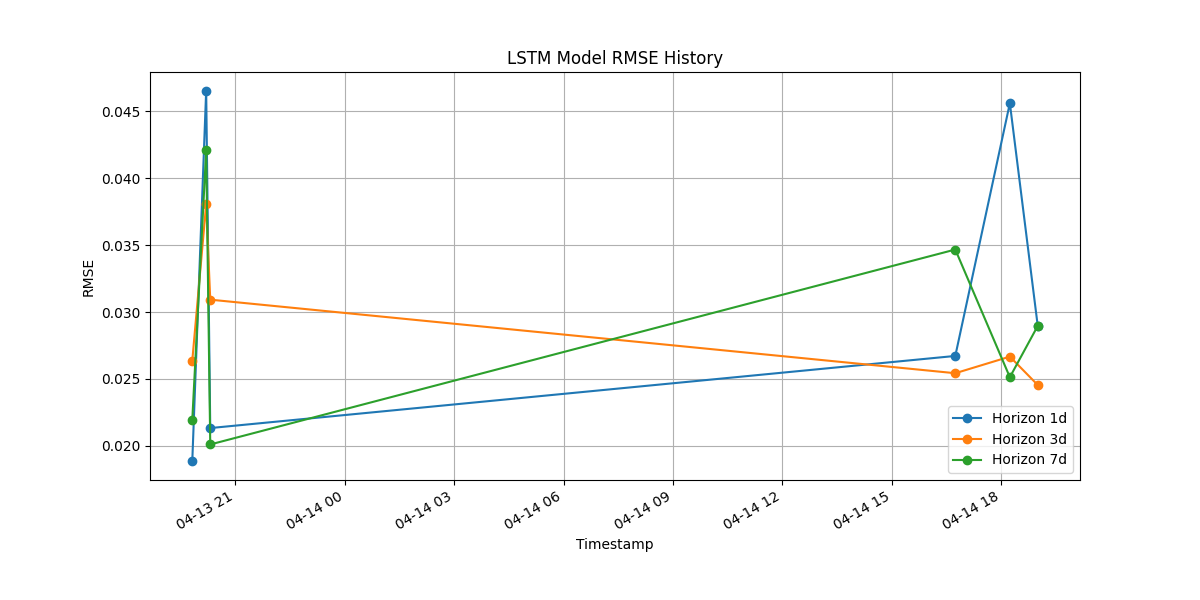 LSTM Model RMSE History
RMSE
0.045
0.040
0.035
0.030
0.025
0.020
Horizon 1d
Horizon 3d
Horizon 7d
04-13 21
04-14 00
04-14 03
04-14 06
04-14 09
04-14 12
04-14 15
04-14 18
Timestamp